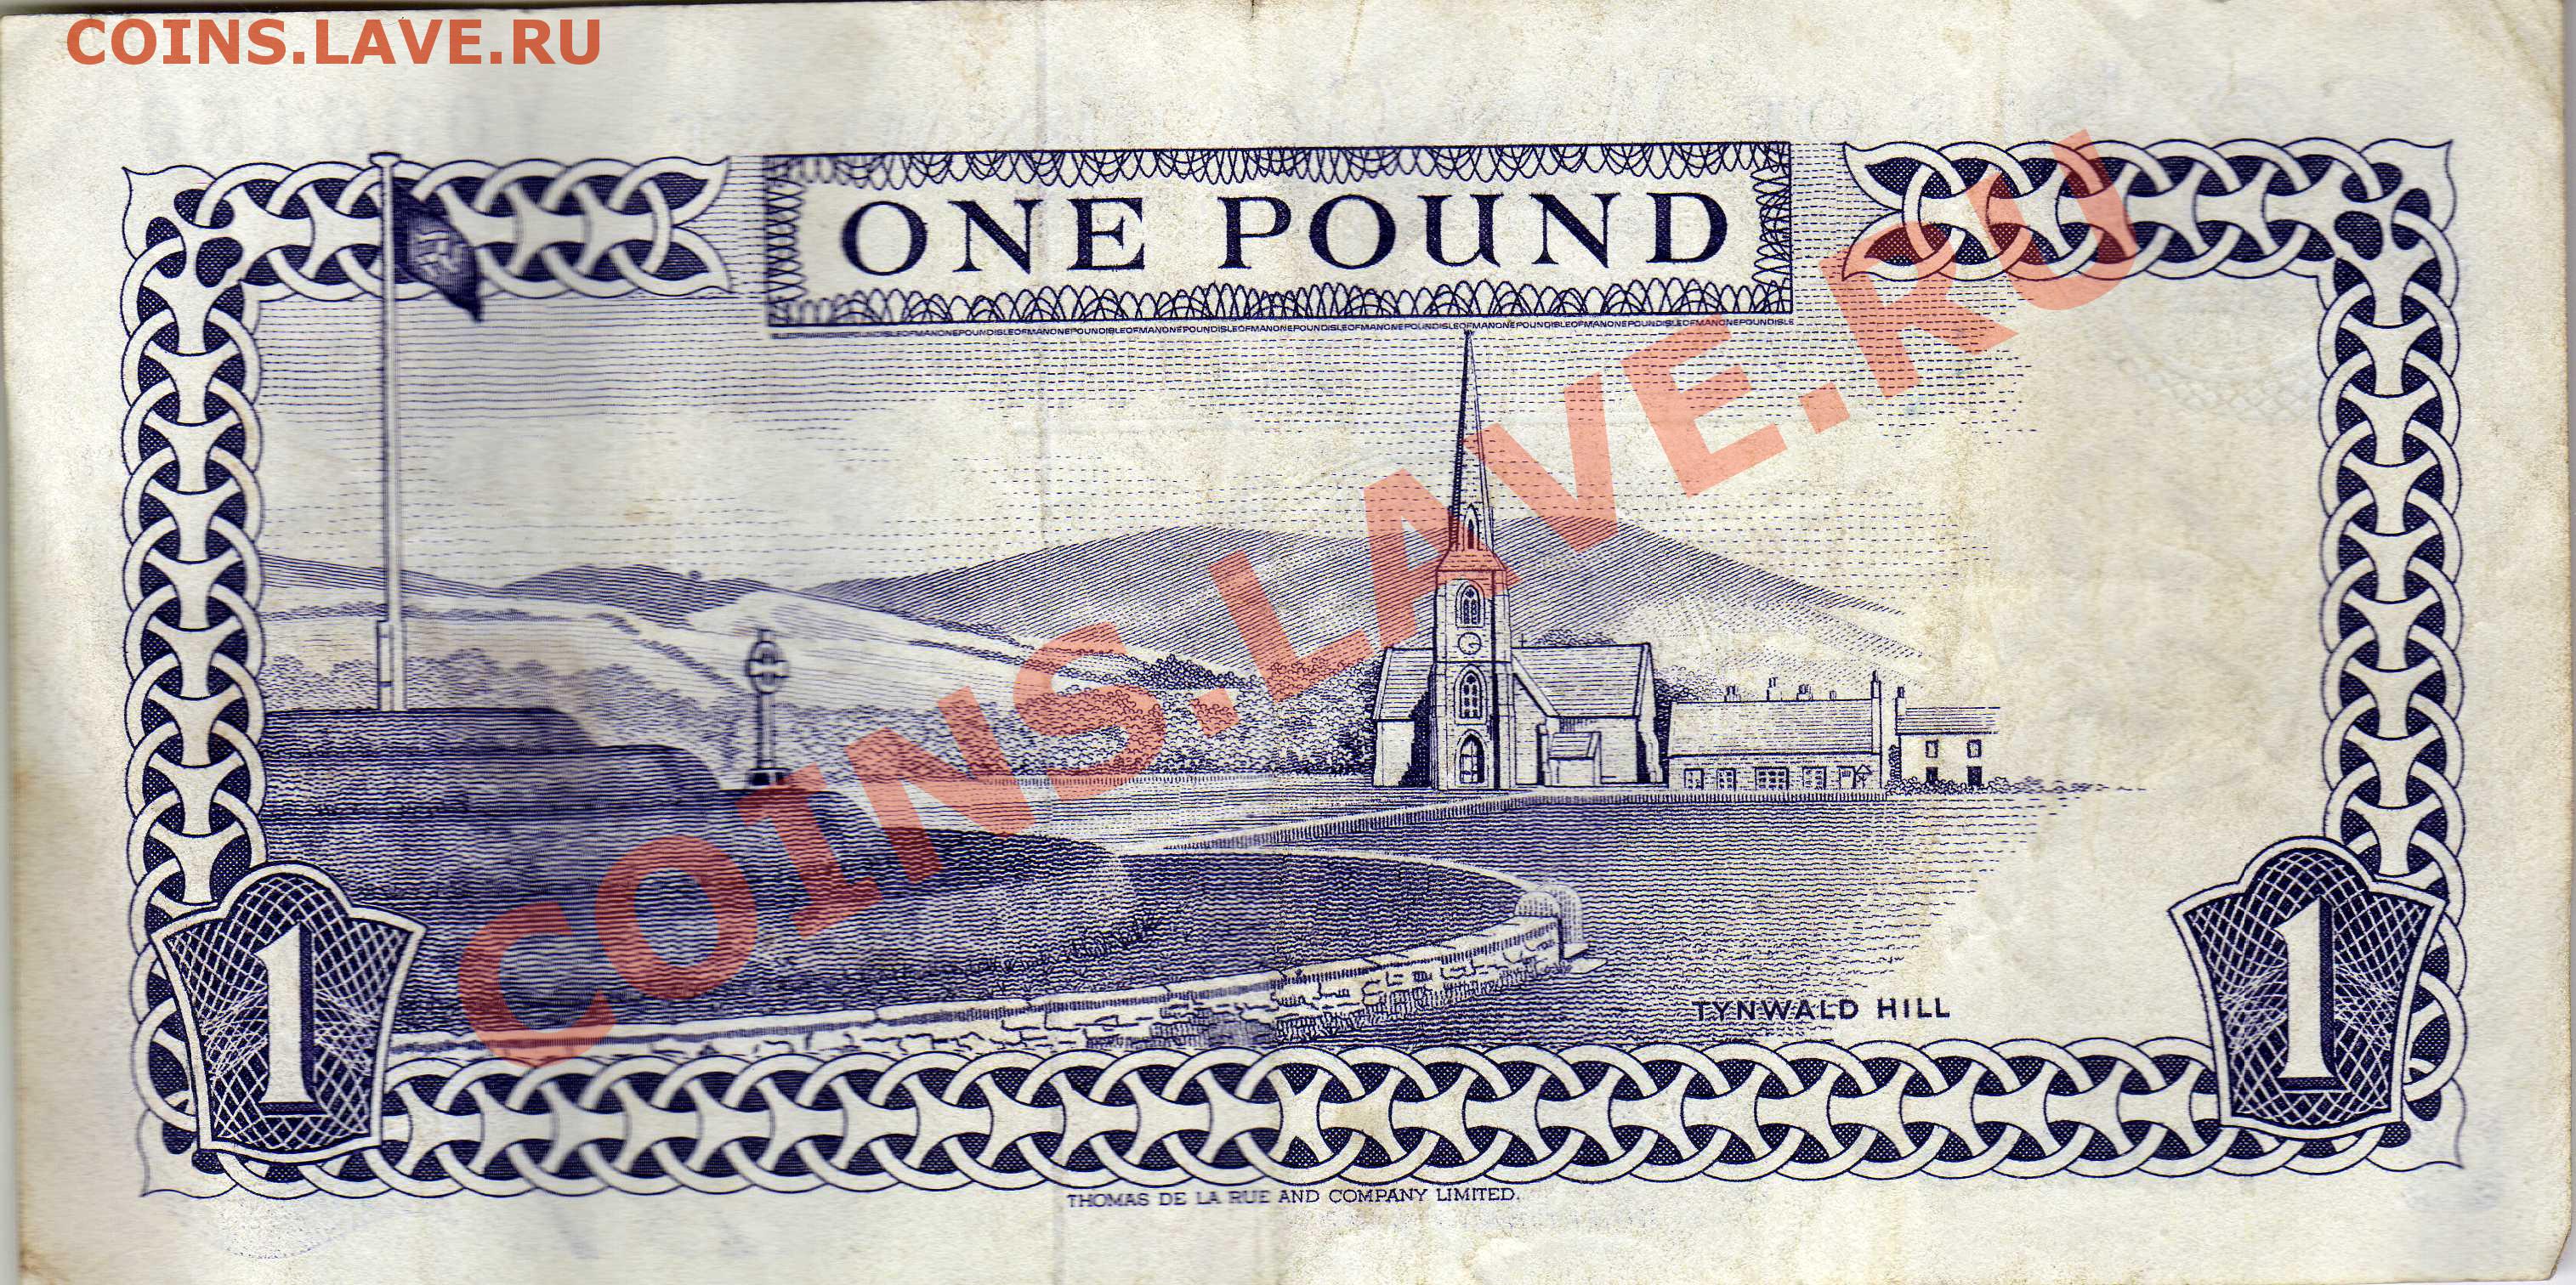 COINS.LAVE.RU
ONE POUND
ISLEOFMANONEPOUNDISLEOFMANONEPOUNDISLEOFMANONEPOUNDISLEOFMANONEPOUNDISLEOFMANONEPOUNDISLEOFMANONEPOUNDISLEOFMANONEPOUNDISLEOFMANONEPOUNDISLE
COINS.LAVE.RU
TYNWALD HILL
1 1
THOMAS DE LA RUE AND COMPANY LIMITED.